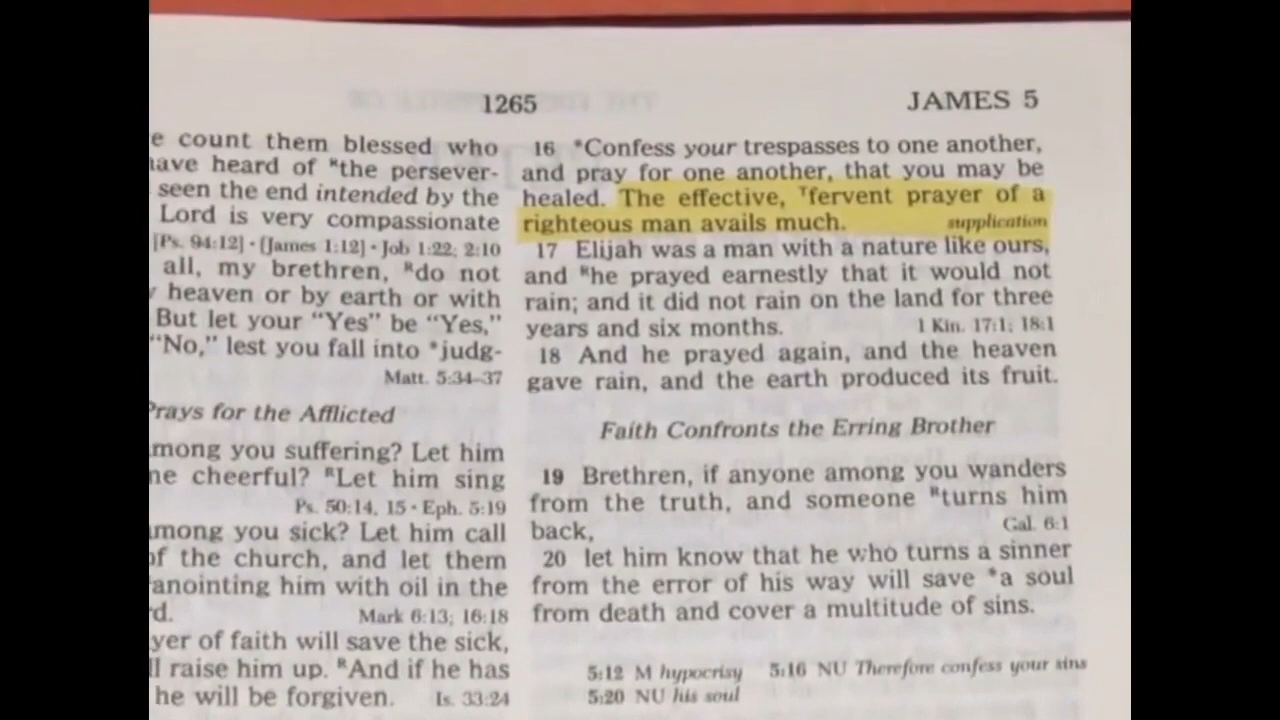 1265
JAMES 5
e count them blessed who
ave heard of ᴿthe persever-
seen the end intended by the
Lord is very compassionate
[Ps. 94:12] • [James 1:12] • Job 1:22; 2:10
all, my brethren, ᴿdo not
heaven or by earth or with
But let your “Yes” be “Yes,”
“No,” lest you fall into *judg-
Matt. 5:34–37
Prays for the Afflicted
mong you suffering? Let him
ne cheerful? ᴿLet him sing
Ps. 50:14, 15 • Eph. 5:19
mong you sick? Let him call
of the church, and let them
anointing him with oil in the
d. Mark 6:13; 16:18
yer of faith will save the sick,
ll raise him up. ᴿAnd if he has
he will be forgiven. Is. 33:24
16 *Confess your trespasses to one another,
and pray for one another, that you may be
healed. The effective, ᵀfervent prayer of a
righteous man avails much. supplication
17 Elijah was a man with a nature like ours,
and ᴿhe prayed earnestly that it would not
rain; and it did not rain on the land for three
years and six months. 1 Kin. 17:1; 18:1
18 And he prayed again, and the heaven
gave rain, and the earth produced its fruit.
Faith Confronts the Erring Brother
19 Brethren, if anyone among you wanders
from the truth, and someone ᴿturns him
back, Gal. 6:1
20 let him know that he who turns a sinner
from the error of his way will save *a soul
from death and cover a multitude of sins.
5:12 M hypocrisy 5:16 NU Therefore confess your sins
5:20 NU his soul